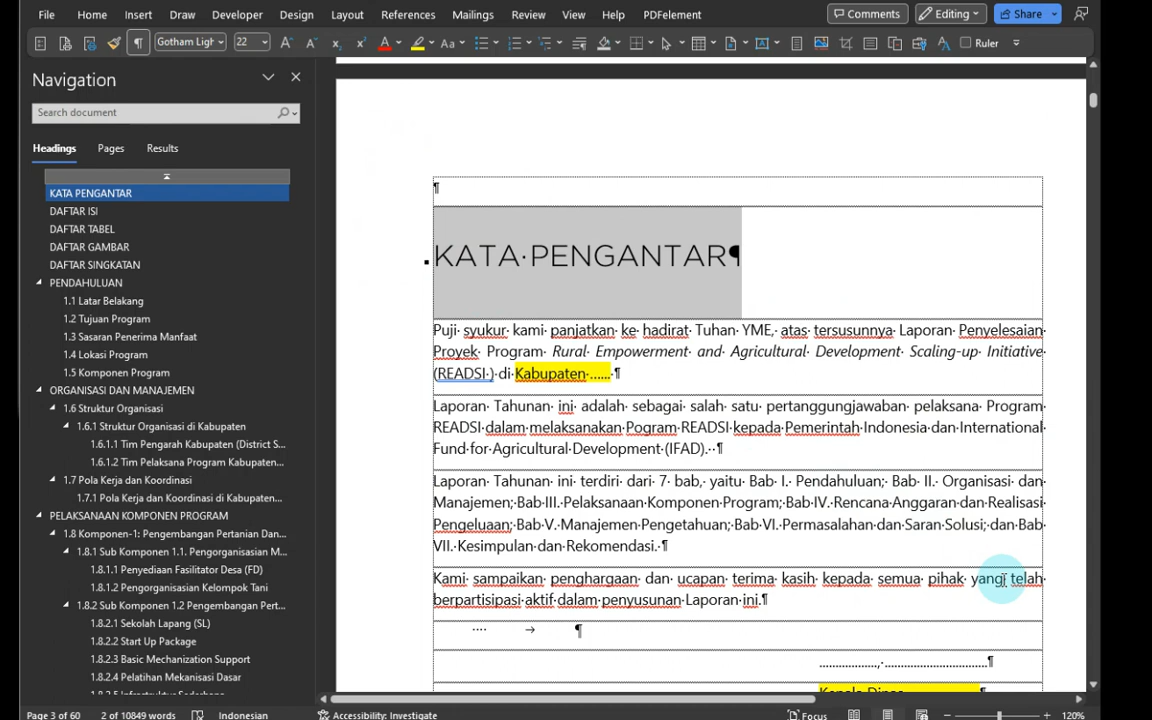 File Home Insert Draw Developer Design Layout References Mailings Review View Help PDFelement Comments Editing Share
Gotham Ligh 22 Aa Ruler
Navigation
Search document
Headings Pages Results
KATA PENGANTAR
DAFTAR ISI
DAFTAR TABEL
DAFTAR GAMBAR
DAFTAR SINGKATAN
PENDAHULUAN
1.1 Latar Belakang
1.2 Tujuan Program
1.3 Sasaran Penerima Manfaat
1.4 Lokasi Program
1.5 Komponen Program
ORGANISASI DAN MANAJEMEN
1.6 Struktur Organisasi
1.6.1 Struktur Organisasi di Kabupaten
1.6.1.1 Tim Pengarah Kabupaten (District S...
1.6.1.2 Tim Pelaksana Program Kabupaten...
1.7 Pola Kerja dan Koordinasi
1.7.1 Pola Kerja dan Koordinasi di Kabupaten...
PELAKSANAAN KOMPONEN PROGRAM
1.8 Komponen-1: Pengembangan Pertanian Dan...
1.8.1 Sub Komponen 1.1. Pengorganisasian M...
1.8.1.1 Penyediaan Fasilitator Desa (FD)
1.8.1.2 Pengorganisasian Kelompok Tani
1.8.2 Sub Komponen 1.2 Pengembangan Pert...
1.8.2.1 Sekolah Lapang (SL)
1.8.2.2 Start Up Package
1.8.2.3 Basic Mechanization Support
1.8.2.4 Pelatihan Mekanisasi Dasar
¶
KATA·PENGANTAR¶
Puji syukur kami panjatkan ke hadirat Tuhan YME, atas tersusunnya Laporan Penyelesaian
Proyek Program Rural Empowerment and Agricultural Development Scaling-up Initiative
(READSI·) di Kabupaten ...... ¶
Laporan Tahunan ini adalah sebagai salah satu pertanggungjawaban pelaksana Program
READSI dalam melaksanakan Pogram READSI kepada Pemerintah Indonesia dan International
Fund for Agricultural Development (IFAD). ¶
Laporan Tahunan ini terdiri dari 7 bab, yaitu Bab I. Pendahuluan; Bab II. Organisasi dan
Manajemen; Bab III. Pelaksanaan Komponen Program; Bab IV. Rencana Anggaran dan Realisasi
Pengeluaan; Bab V. Manajemen Pengetahuan; Bab VI. Permasalahan dan Saran Solusi; dan Bab
VII. Kesimpulan dan Rekomendasi. ¶
Kami sampaikan penghargaan dan ucapan terima kasih kepada semua pihak yang telah
berpartisipasi aktif dalam penyusunan Laporan ini.¶
···· → ¶
.................., ................................¶
Kepala Dinas
Page 3 of 60 2 of 10849 words Indonesian Accessibility: Investigate Focus 120%